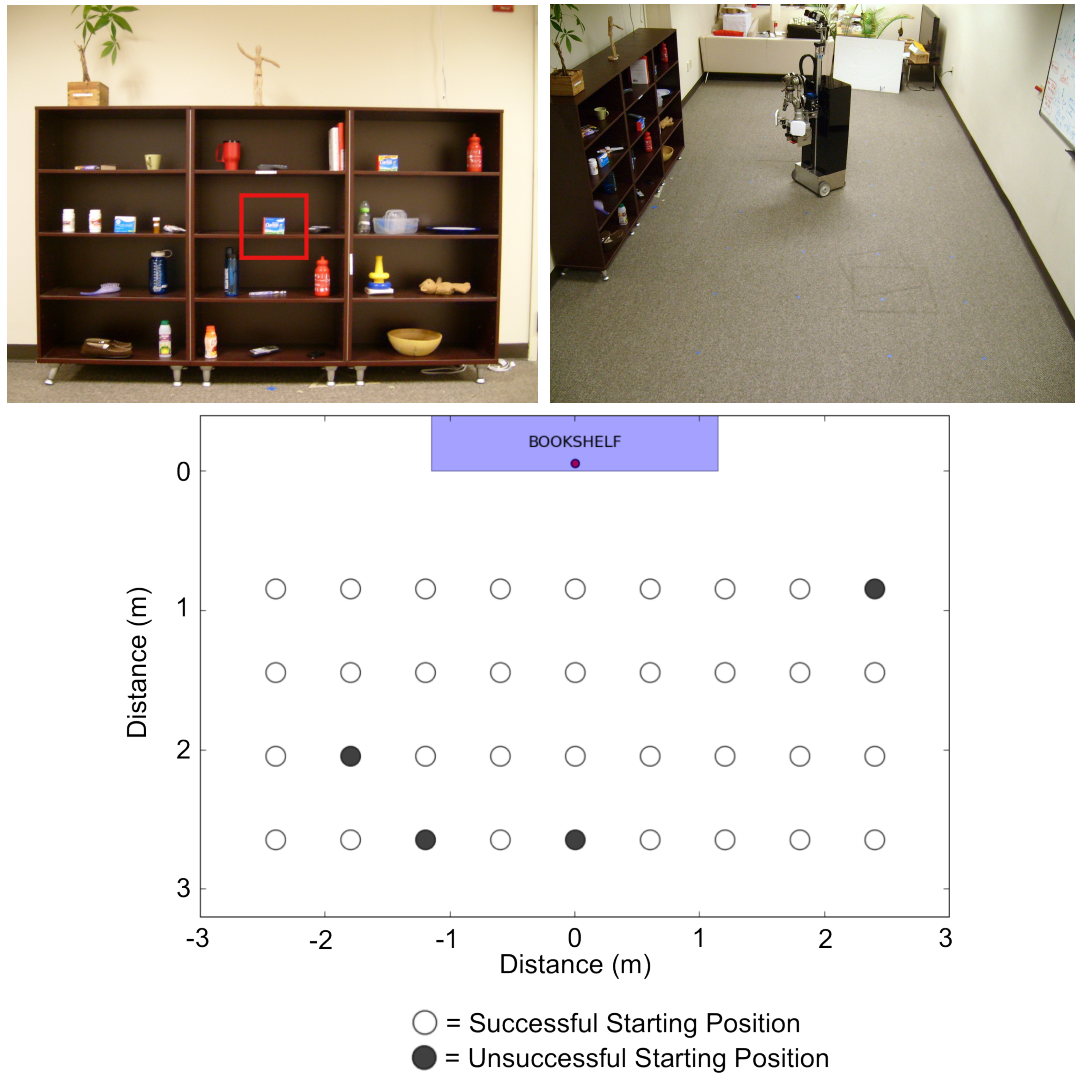 BOOKSHELF
0
1
2
3
Distance (m)
-3 -2 -1 0 1 2 3
Distance (m)
= Successful Starting Position
= Unsuccessful Starting Position